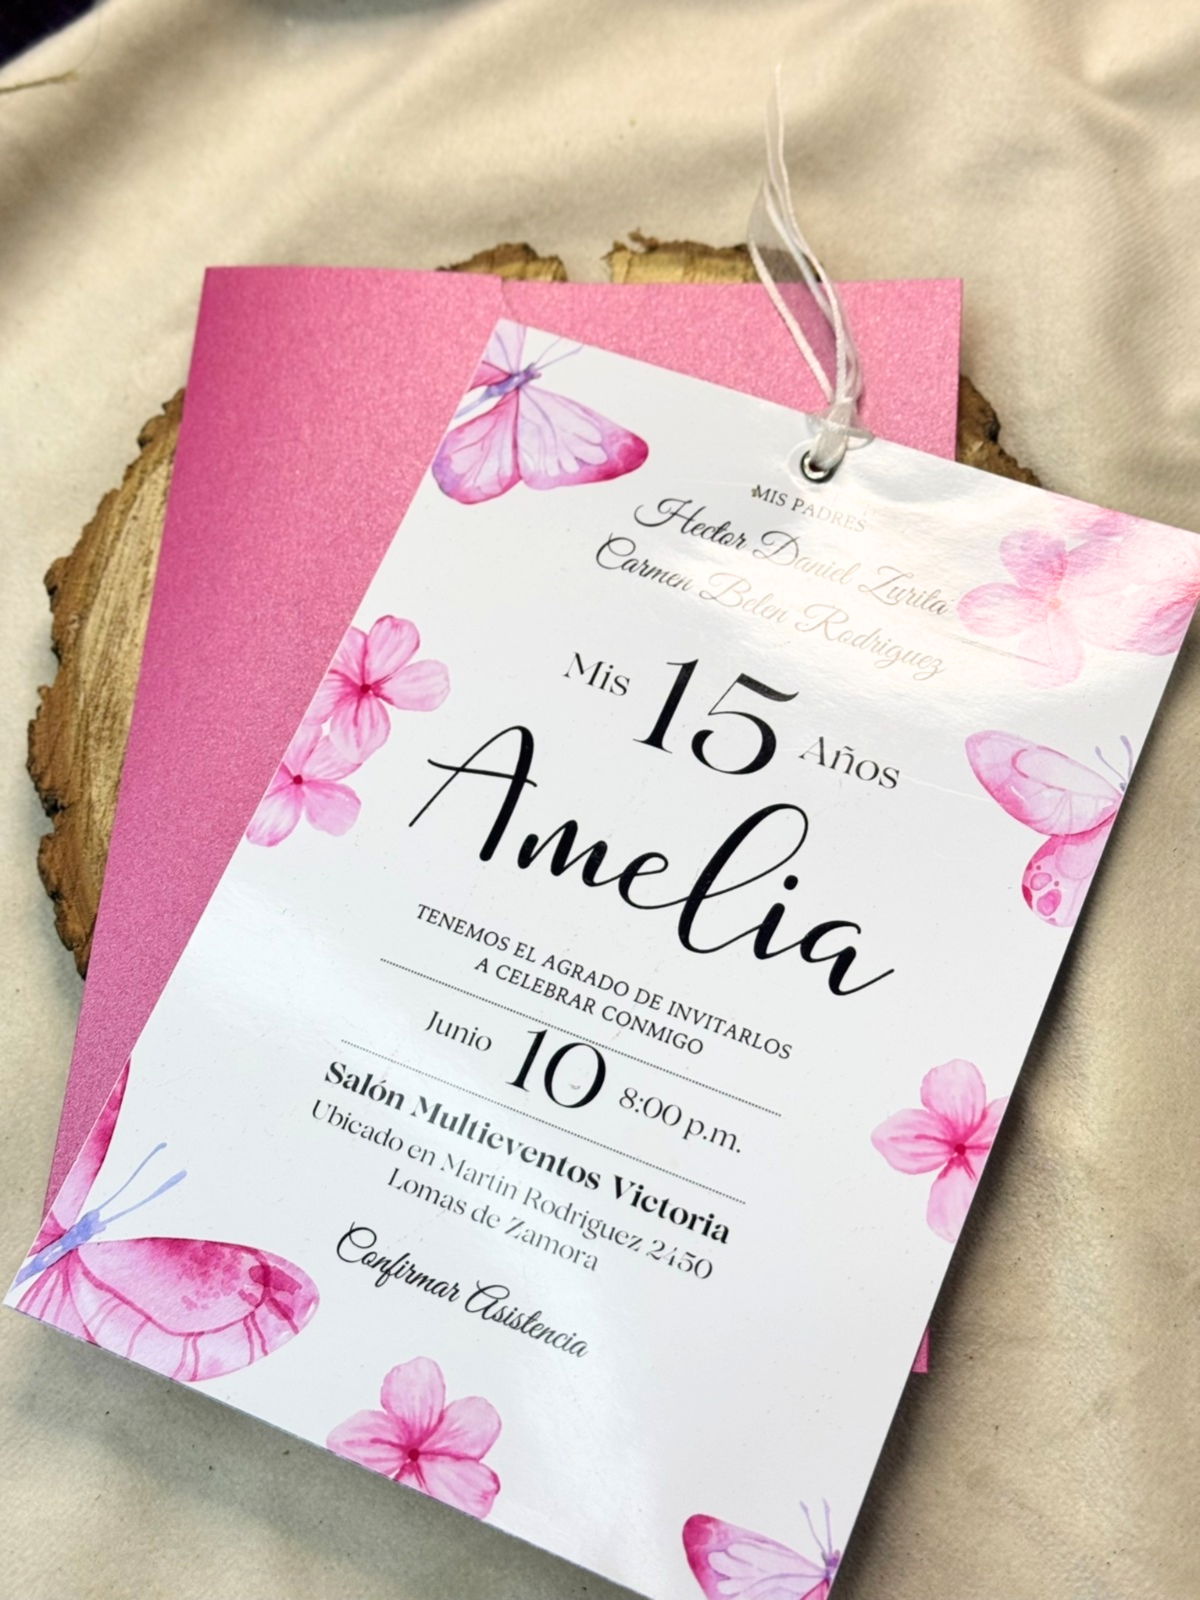 MIS PADRES
Hector Daniel Zurita
Carmen Belen Rodriguez
Mis 15 Años
Amelia
TENEMOS EL AGRADO DE INVITARLOS
A CELEBRAR CONMIGO
Junio 10 8:00 p.m.
Salón Multieventos Victoria
Ubicado en Martin Rodriguez 2450
Lomas de Zamora
Confirmar Asistencia